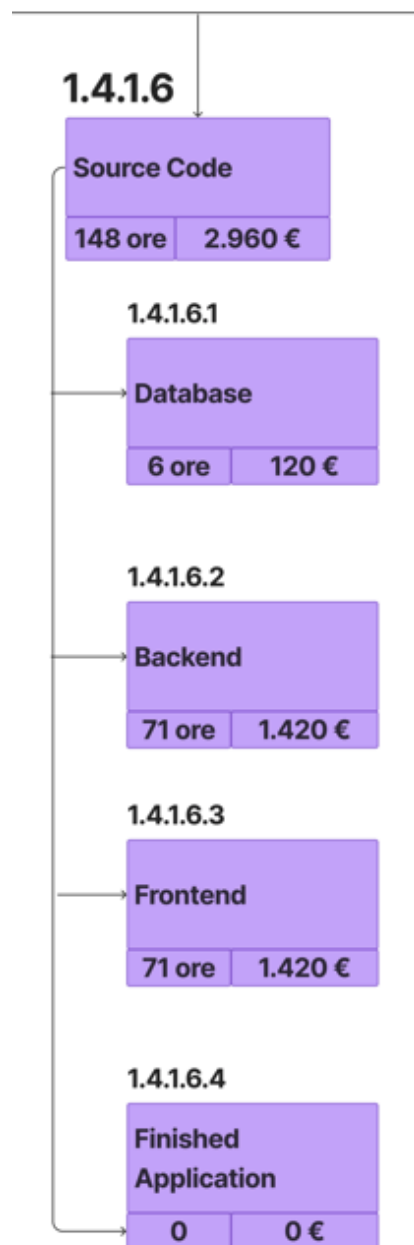 1.4.1.6
Source Code
148 ore 2.960 €
1.4.1.6.1
Database
6 ore 120 €
1.4.1.6.2
Backend
71 ore 1.420 €
1.4.1.6.3
Frontend
71 ore 1.420 €
1.4.1.6.4
Finished
Application
0 0 €